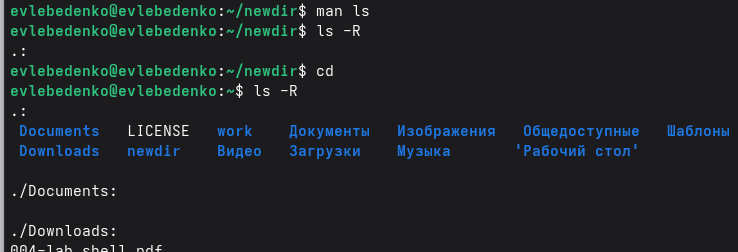 evlebedenko@evlebedenko:~/newdir$ man ls
evlebedenko@evlebedenko:~/newdir$ ls -R
.:
evlebedenko@evlebedenko:~/newdir$ cd
evlebedenko@evlebedenko:~$ ls -R
.:
Documents LICENSE work Документы Изображения Общедоступные Шаблоны
Downloads newdir Видео Загрузки Музыка 'Рабочий стол'
./Documents:
./Downloads:
004-lab_shell.pdf